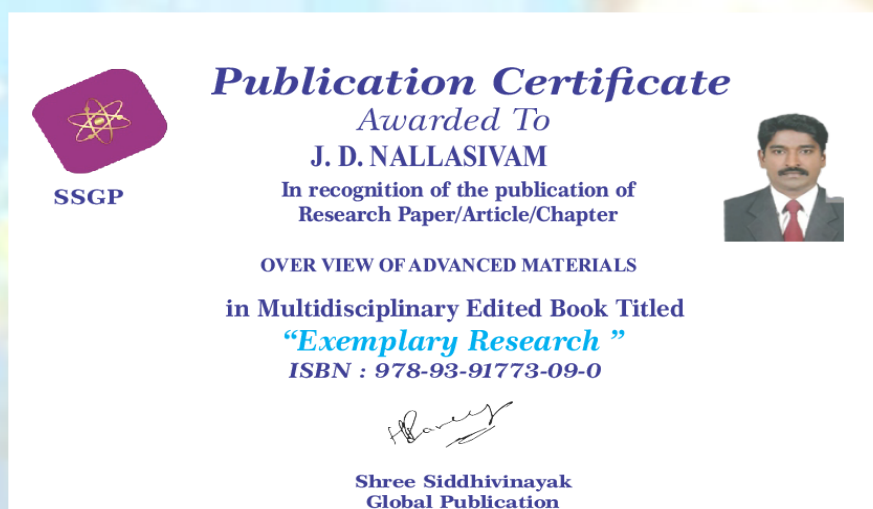 Publication Certificate
Awarded To
J. D. NALLASIVAM
SSGP
In recognition of the publication of
Research Paper/Article/Chapter
OVER VIEW OF ADVANCED MATERIALS
in Multidisciplinary Edited Book Titled
“Exemplary Research ”
ISBN : 978-93-91773-09-0
Shree Siddhivinayak
Global Publication